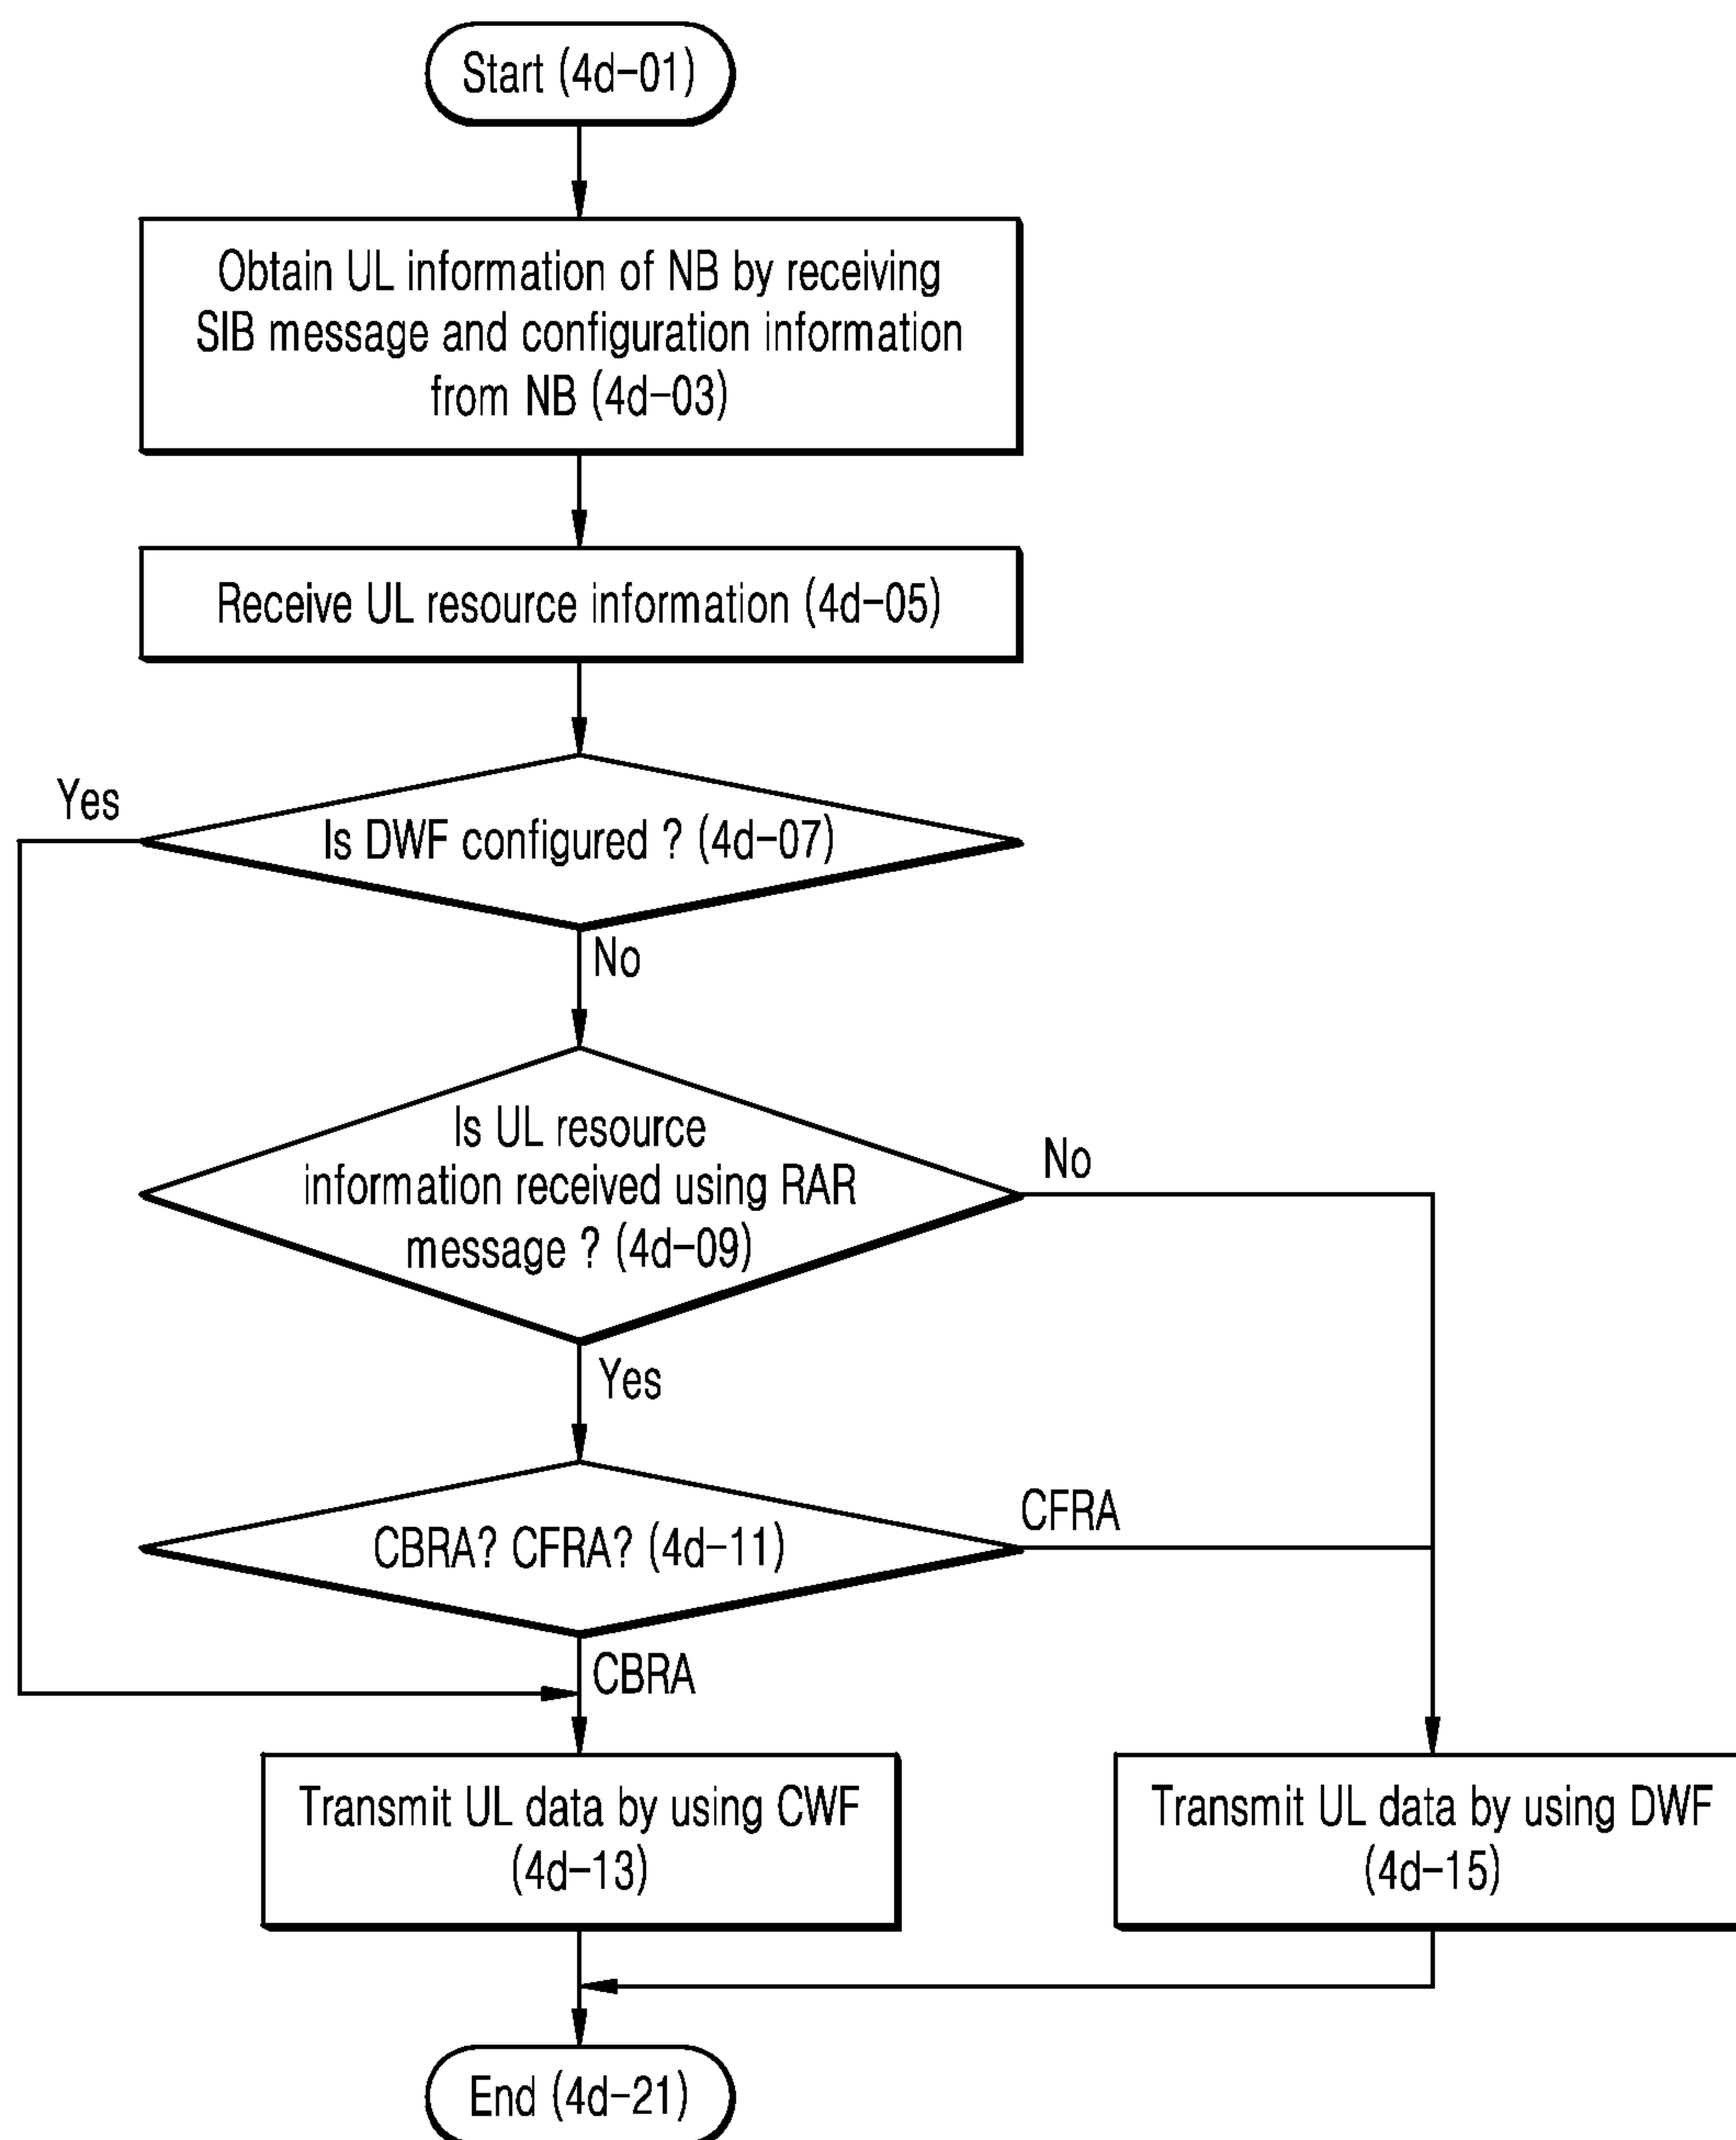 Start (4d-01)
Obtain UL information of NB by receiving
SIB message and configuration information
from NB (4d-03)
Receive UL resource information (4d-05)
Yes
Is DWF configured ? (4d-07)
No
Is UL resource
information received using RAR
message ? (4d-09)
No
Yes
CBRA? CFRA? (4d-11)
CFRA
CBRA
Transmit UL data by using CWF
(4d-13)
Transmit UL data by using DWF
(4d-15)
End (4d-21)